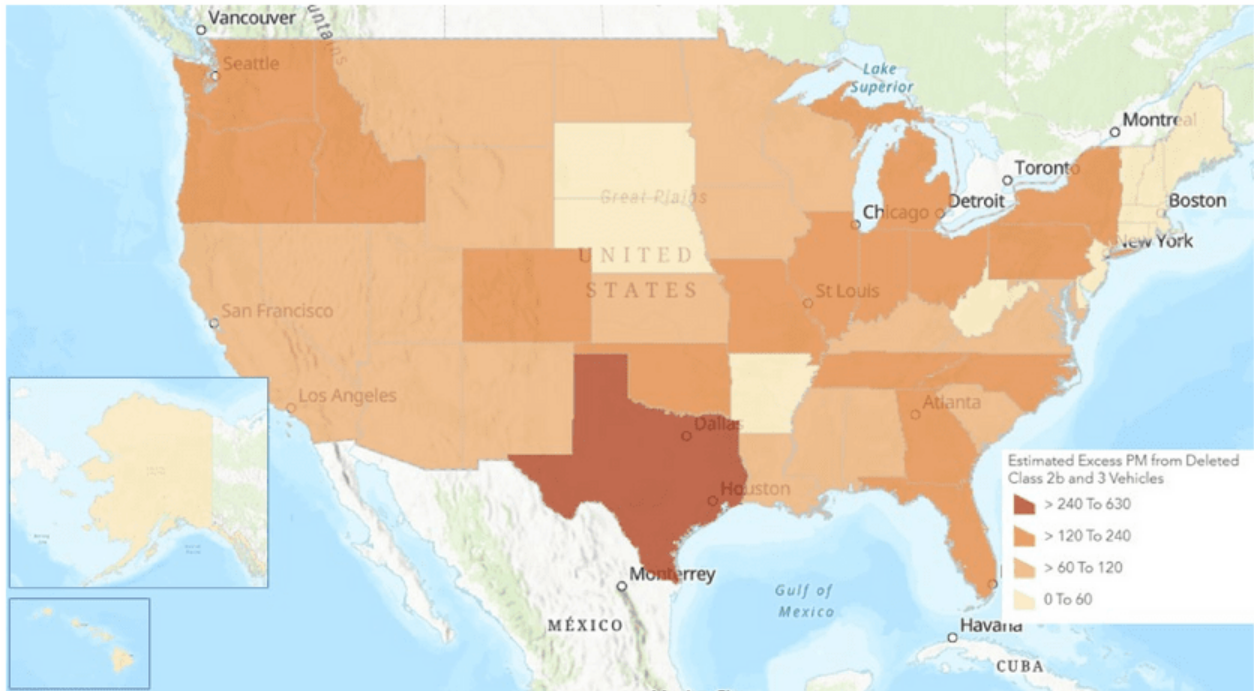 Vancouver
untains
Seattle
Lake
Superior
Montreal
Toronto
Great Plains
Chicago
Detroit
Boston
New York
UNITED
STATES
St Louis
San Francisco
Los Angeles
Atlanta
Dallas
Houston
Monterrey
MÉXICO
Gulf of
Mexico
Havana
CUBA
Estimated Excess PM from Deleted
Class 2b and 3 Vehicles
> 240 To 630
> 120 To 240
> 60 To 120
0 To 60